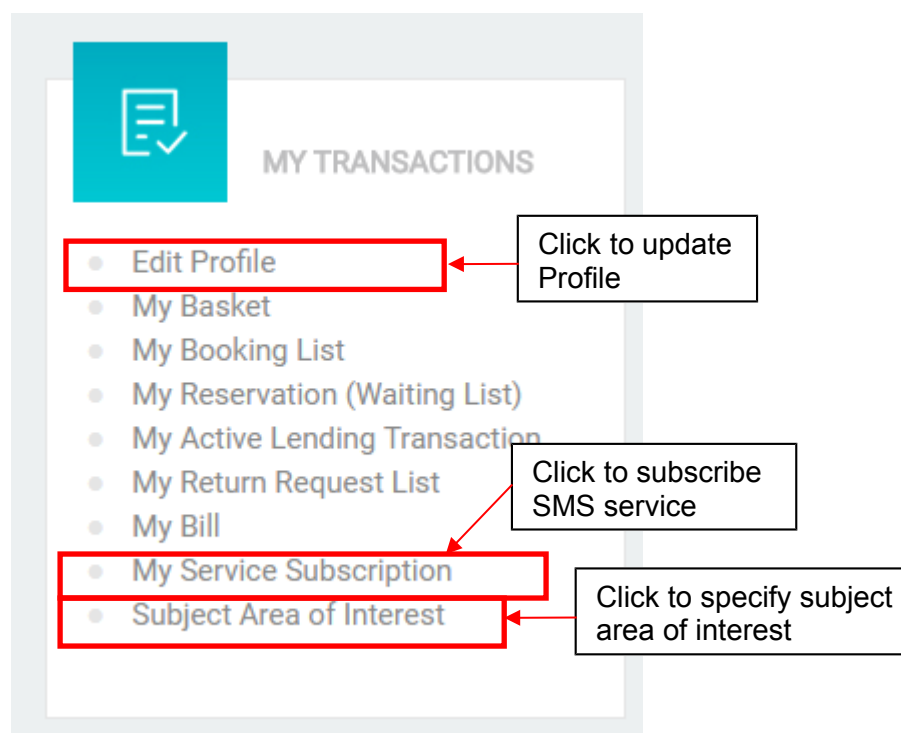 MY TRANSACTIONS
Edit Profile
Click to update
Profile
My Basket
My Booking List
My Reservation (Waiting List)
My Active Lending Transaction
My Return Request List
Click to subscribe
SMS service
My Bill
My Service Subscription
Subject Area of Interest
Click to specify subject
area of interest